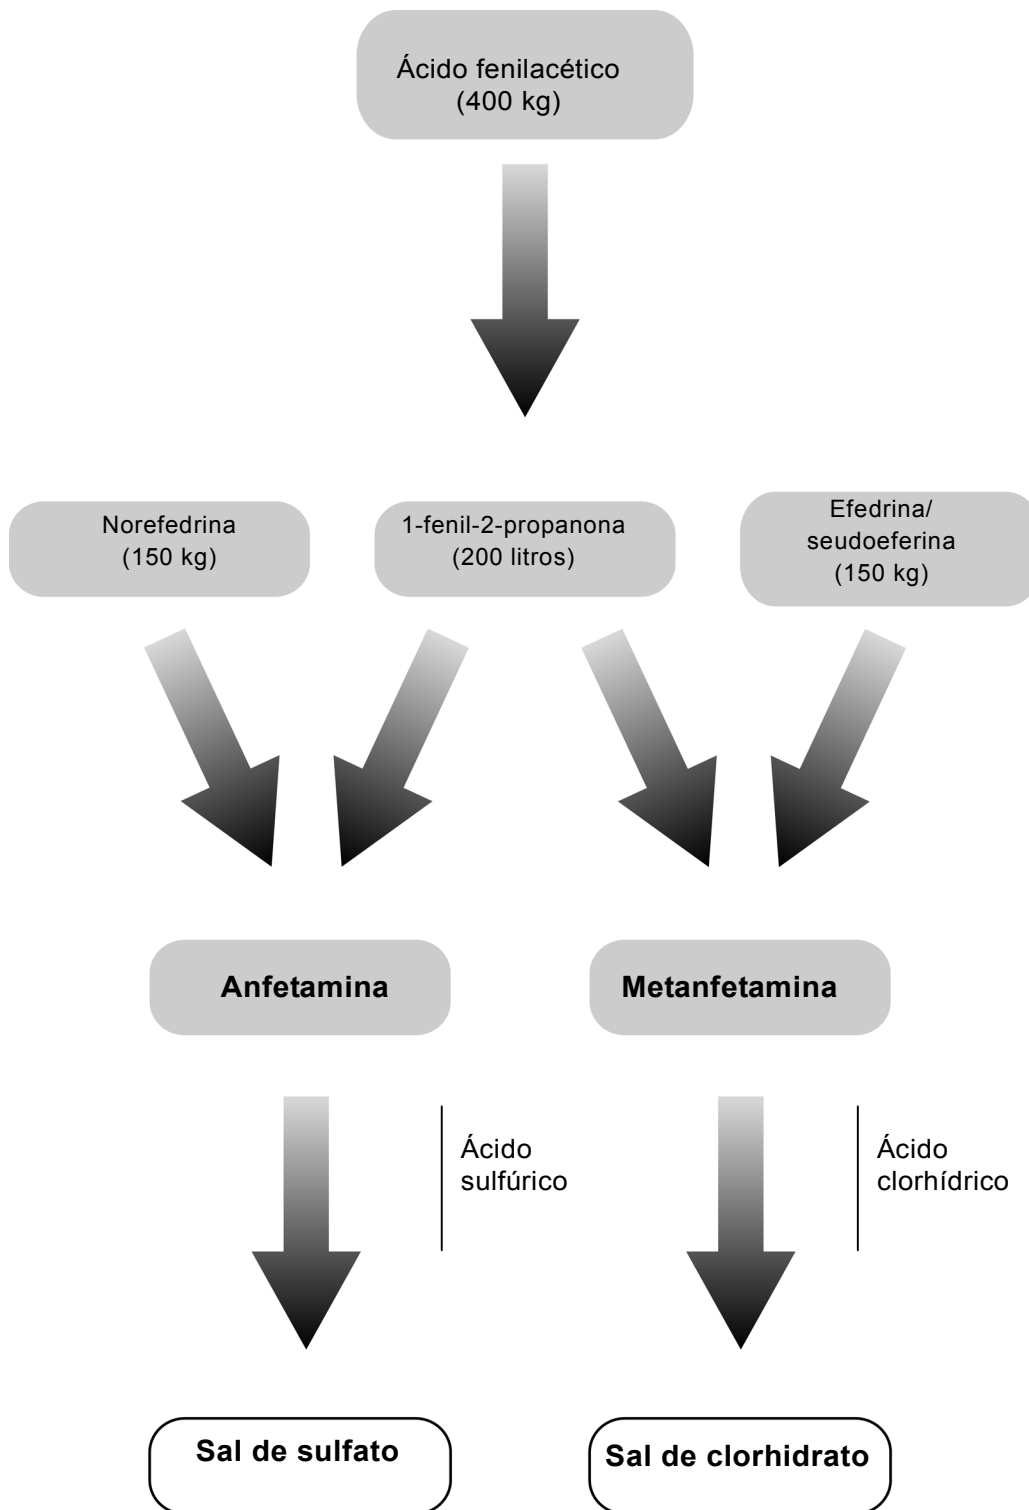 Ácido fenilacético
(400 kg)
Norefedrina
(150 kg)
1-fenil-2-propanona
(200 litros)
Efedrina/
seudoeferina
(150 kg)
Anfetamina
Metanfetamina
Ácido
sulfúrico
Ácido
clorhídrico
Sal de sulfato
Sal de clorhidrato